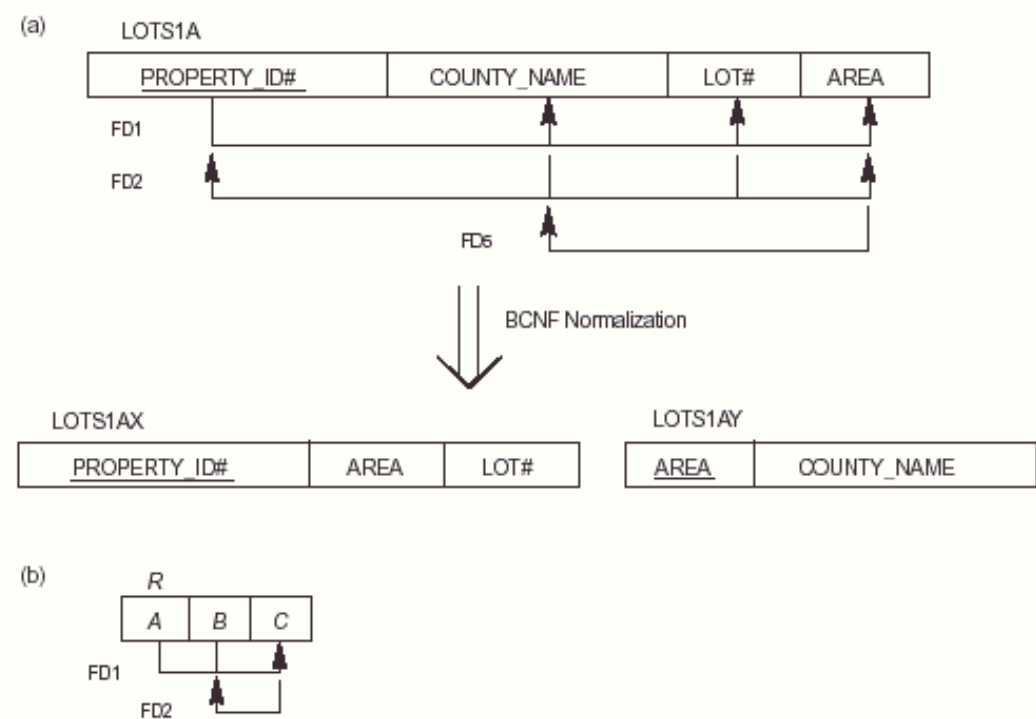 (a)
LOTS1A
PROPERTY_ID# COUNTY_NAME LOT# AREA
FD1
FD2
FD5
BCNF Normalization
LOTS1AX
PROPERTY_ID# AREA LOT#
LOTS1AY
AREA COUNTY_NAME
(b)
R
A B C
FD1
FD2